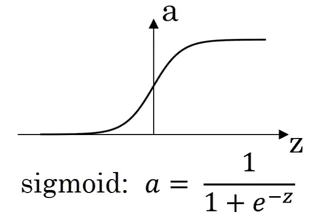 a
z
sigmoid: a = 1 / (1 + e^{-z})